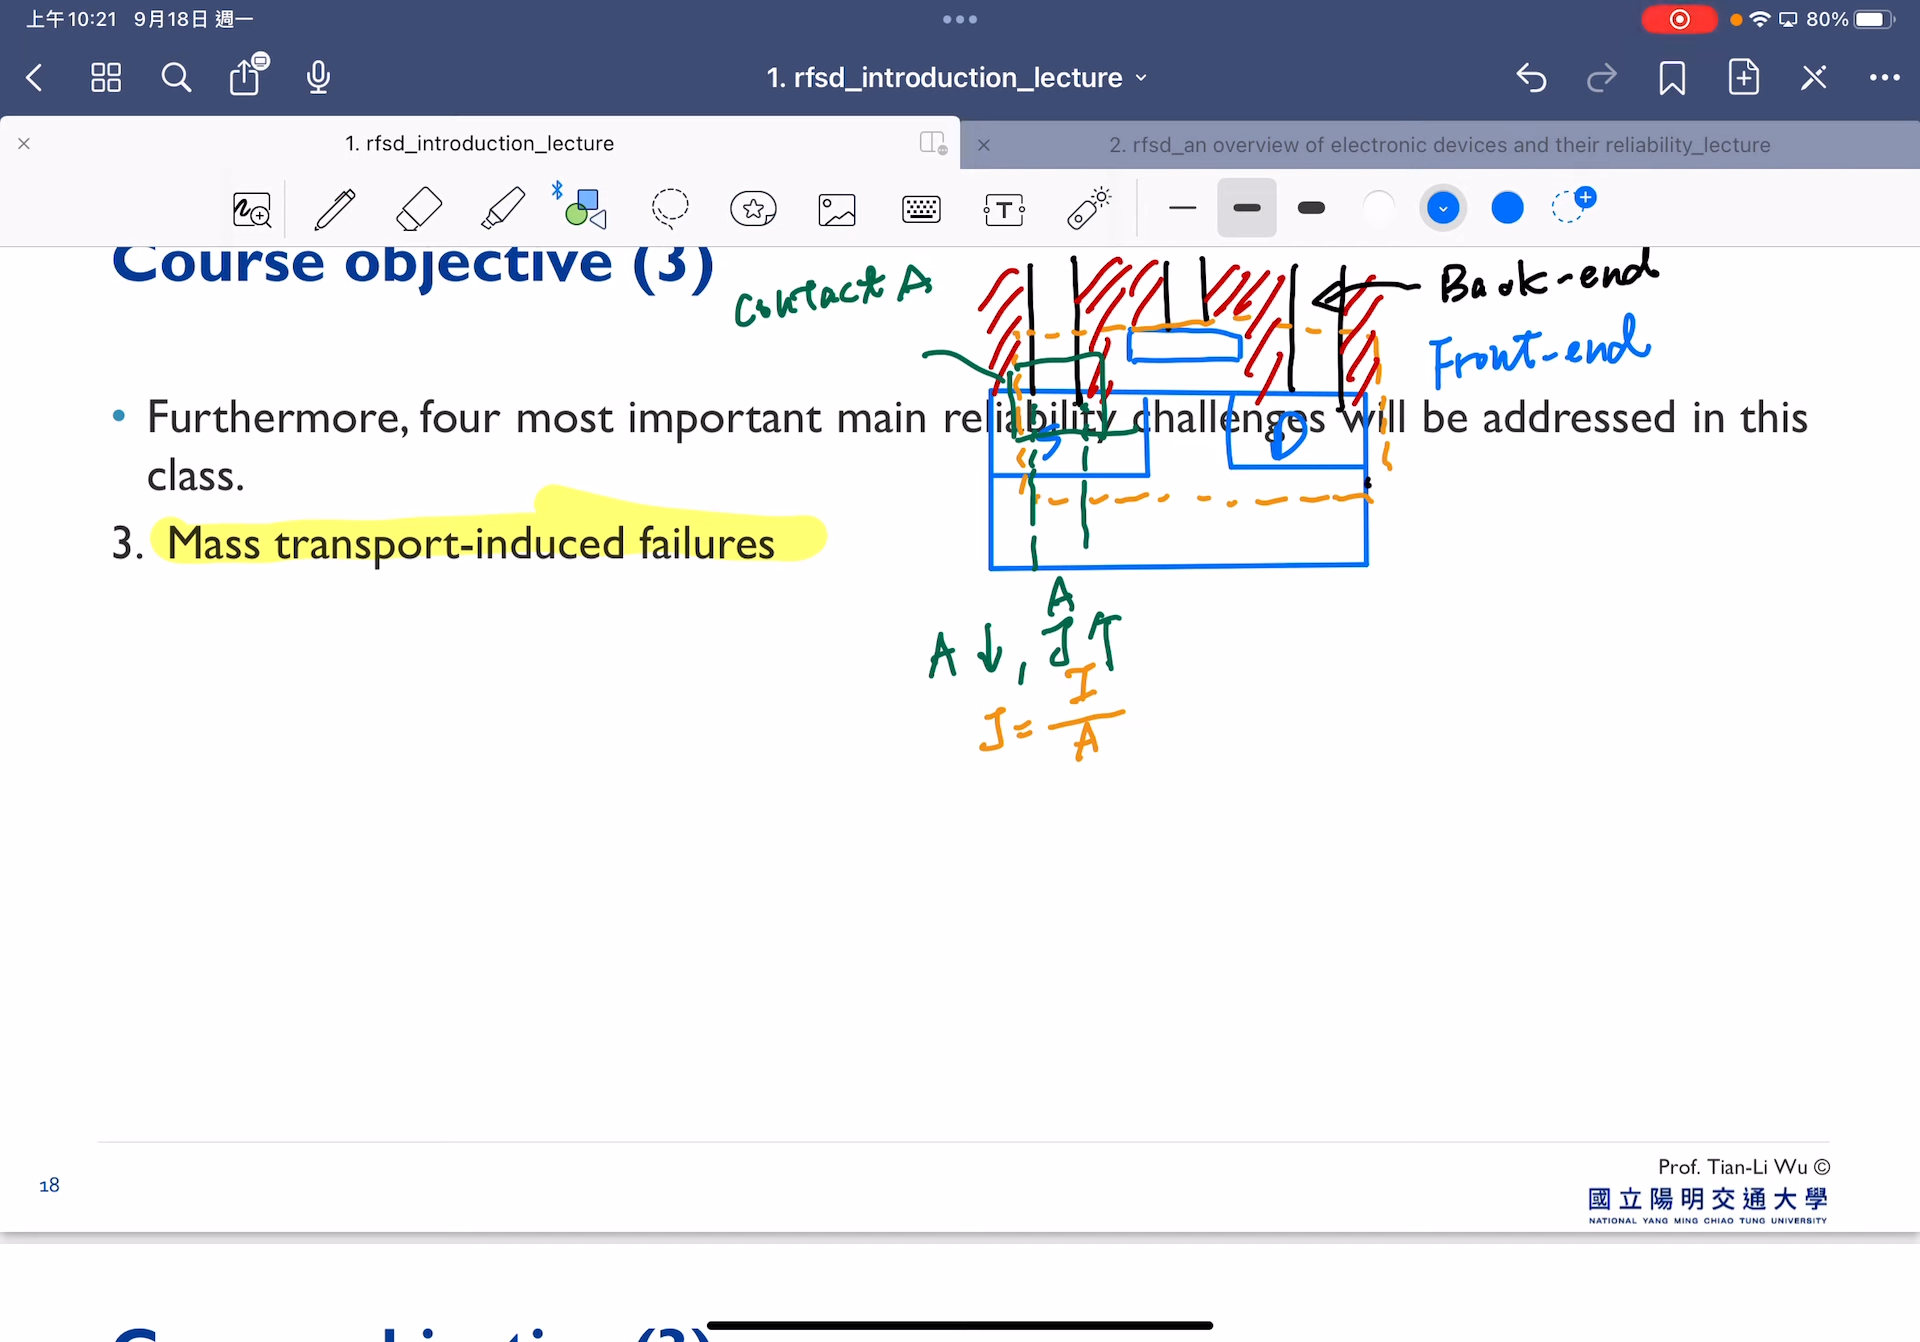 上午10:21 9月18日 週一
80%
1. rfsd_introduction_lecture
1. rfsd_introduction_lecture
2. rfsd_an overview of electronic devices and their reliability_lecture
T
Course objective (3)
Contact A
Back-end
Front-end
• Furthermore, four most important main reliability challenges will be addressed in this
class.
S
D
3. Mass transport-induced failures
A
A ↓, J ↑
J = I
A
18
Prof. Tian-Li Wu ©
國立陽明交通大學
NATIONAL YANG MING CHIAO TUNG UNIVERSITY